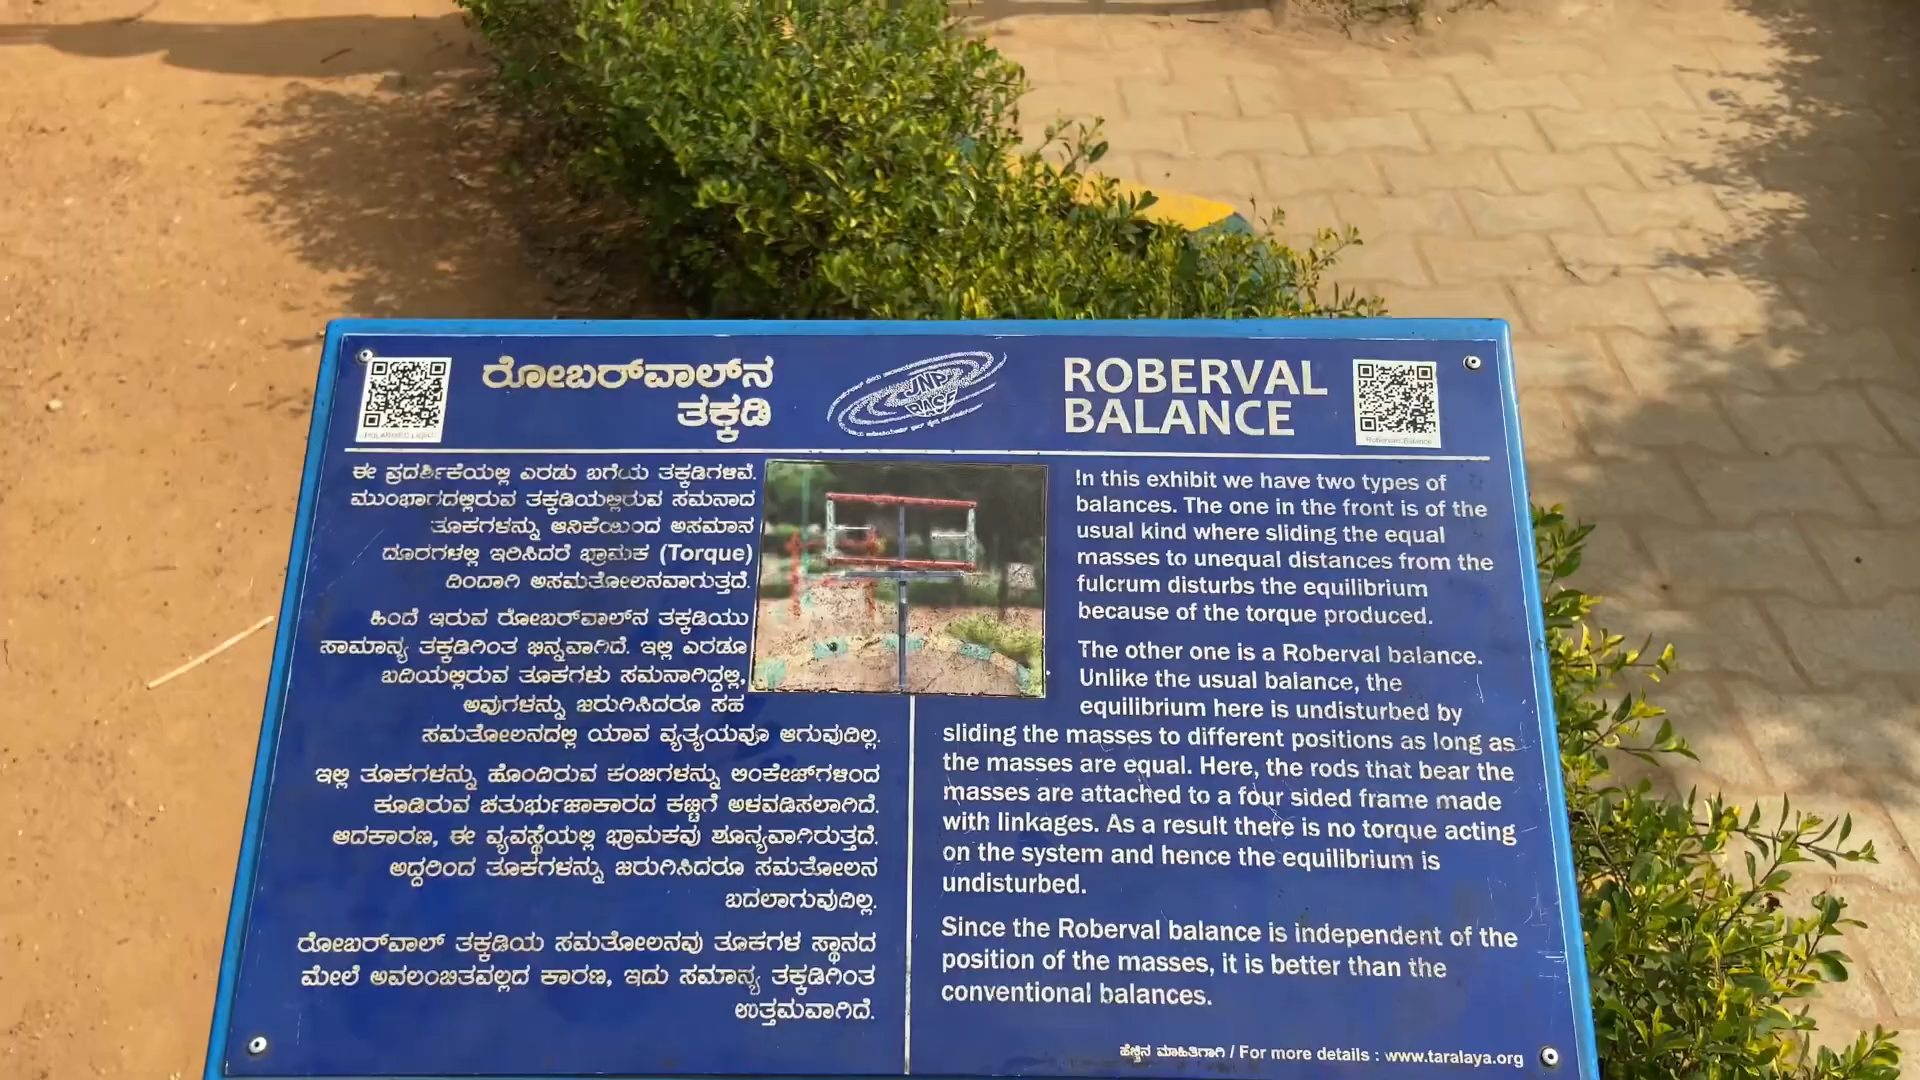 ರೋಬರ್‌ವಾಲ್‌ನ
ತಕ್ಕಡಿ
JNP
BASE
ROBERVAL
BALANCE
POLARISED LIGHT
Robervals Balance
ಈ ಪ್ರದರ್ಶಿಕೆಯಲ್ಲಿ ಎರಡು ಬಗೆಯ ತಕ್ಕಡಿಗಳಿವೆ.
ಮುಂಭಾಗದಲ್ಲಿರುವ ತಕ್ಕಡಿಯಲ್ಲಿರುವ ಸಮನಾದ
ತೂಕಗಳನ್ನು ಆನಿಕೆಯಿಂದ ಅಸಮಾನ
ದೂರಗಳಲ್ಲಿ ಇರಿಸಿದರೆ ಭ್ರಾಮಕ (Torque)
ದಿಂದಾಗಿ ಅಸಮತೋಲನವಾಗುತ್ತದೆ.
ಹಿಂದೆ ಇರುವ ರೋಬರ್‌ವಾಲ್‌ನ ತಕ್ಕಡಿಯು
ಸಾಮಾನ್ಯ ತಕ್ಕಡಿಗಿಂತ ಭಿನ್ನವಾಗಿದೆ. ಇಲ್ಲಿ ಎರಡೂ
ಬದಿಯಲ್ಲಿರುವ ತೂಕಗಳು ಸಮನಾಗಿದ್ದಲ್ಲಿ,
ಅವುಗಳನ್ನು ಜರುಗಿಸಿದರೂ ಸಹ
ಸಮತೋಲನದಲ್ಲಿ ಯಾವ ವ್ಯತ್ಯಯವೂ ಆಗುವುದಿಲ್ಲ.
ಇಲ್ಲಿ ತೂಕಗಳನ್ನು ಹೊಂದಿರುವ ಕಂಬಿಗಳನ್ನು ಲಿಂಕೇಜ್‌ಗಳಿಂದ
ಕೂಡಿರುವ ಚತುರ್ಭುಜಾಕಾರದ ಕಟ್ಟಿಗೆ ಅಳವಡಿಸಲಾಗಿದೆ.
ಆದಕಾರಣ, ಈ ವ್ಯವಸ್ಥೆಯಲ್ಲಿ ಭ್ರಾಮಕವು ಶೂನ್ಯವಾಗಿರುತ್ತದೆ.
ಅದ್ದರಿಂದ ತೂಕಗಳನ್ನು ಜರುಗಿಸಿದರೂ ಸಮತೋಲನ
ಬದಲಾಗುವುದಿಲ್ಲ.
ರೋಬರ್‌ವಾಲ್ ತಕ್ಕಡಿಯ ಸಮತೋಲನವು ತೂಕಗಳ ಸ್ಥಾನದ
ಮೇಲೆ ಅವಲಂಬಿತವಲ್ಲದ ಕಾರಣ, ಇದು ಸಮಾನ್ಯ ತಕ್ಕಡಿಗಿಂತ
ಉತ್ತಮವಾಗಿದೆ.
In this exhibit we have two types of
balances. The one in the front is of the
usual kind where sliding the equal
masses to unequal distances from the
fulcrum disturbs the equilibrium
because of the torque produced.
The other one is a Roberval balance.
Unlike the usual balance, the
equilibrium here is undisturbed by
sliding the masses to different positions as long as
the masses are equal. Here, the rods that bear the
masses are attached to a four sided frame made
with linkages. As a result there is no torque acting
on the system and hence the equilibrium is
undisturbed.
Since the Roberval balance is independent of the
position of the masses, it is better than the
conventional balances.
ಹೆಚ್ಚಿನ ಮಾಹಿತಿಗಾಗಿ / For more details : www.taralaya.org